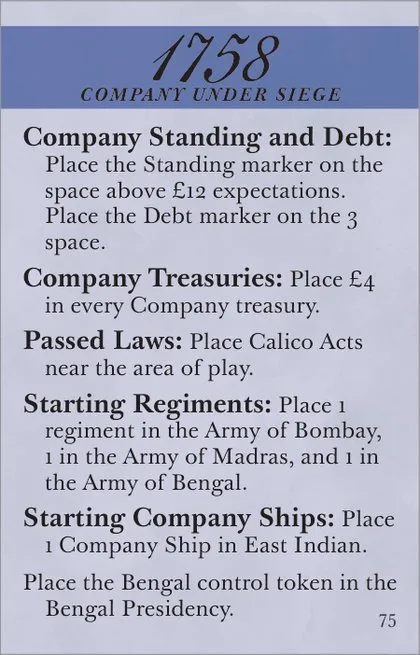 1758
COMPANY UNDER SIEGE
Company Standing and Debt:
Place the Standing marker on the
space above £12 expectations.
Place the Debt marker on the 3
space.
Company Treasuries: Place £4
in every Company treasury.
Passed Laws: Place Calico Acts
near the area of play.
Starting Regiments: Place 1
regiment in the Army of Bombay,
1 in the Army of Madras, and 1 in
the Army of Bengal.
Starting Company Ships: Place
1 Company Ship in East Indian.
Place the Bengal control token in the
Bengal Presidency.
75